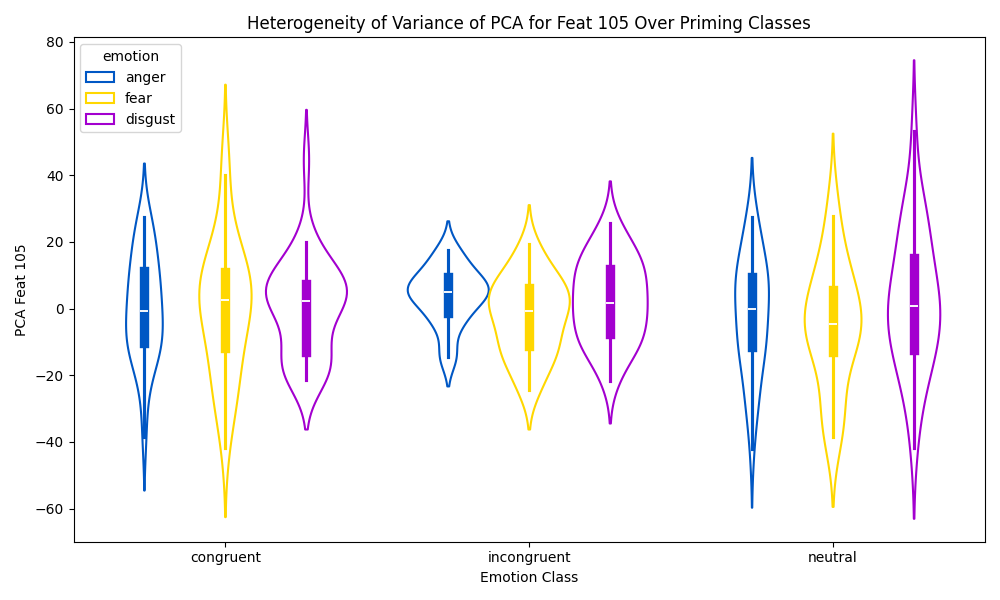 Heterogeneity of Variance of PCA for Feat 105 Over Priming Classes
emotion
anger
fear
disgust
PCA Feat 105
80
60
40
20
0
−20
−40
−60
congruent
incongruent
neutral
Emotion Class